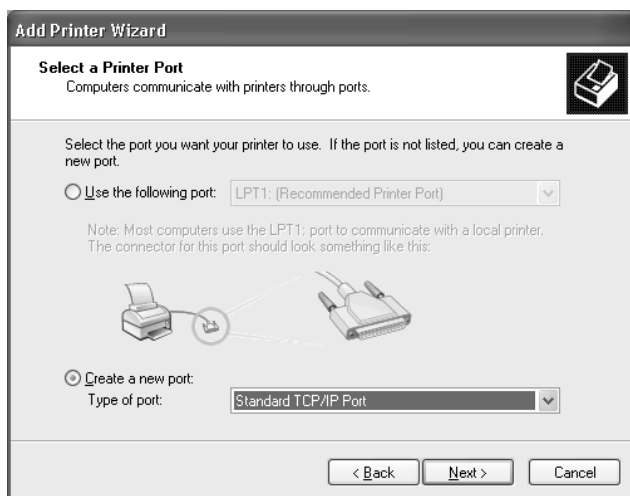 Add Printer Wizard
Select a Printer Port
Computers communicate with printers through ports.
Select the port you want your printer to use. If the port is not listed, you can create a
new port.
Use the following port: LPT1: (Recommended Printer Port)
Note: Most computers use the LPT1: port to communicate with a local printer.
The connector for this port should look something like this:
Create a new port:
Type of port: Standard TCP/IP Port
< Back Next > Cancel